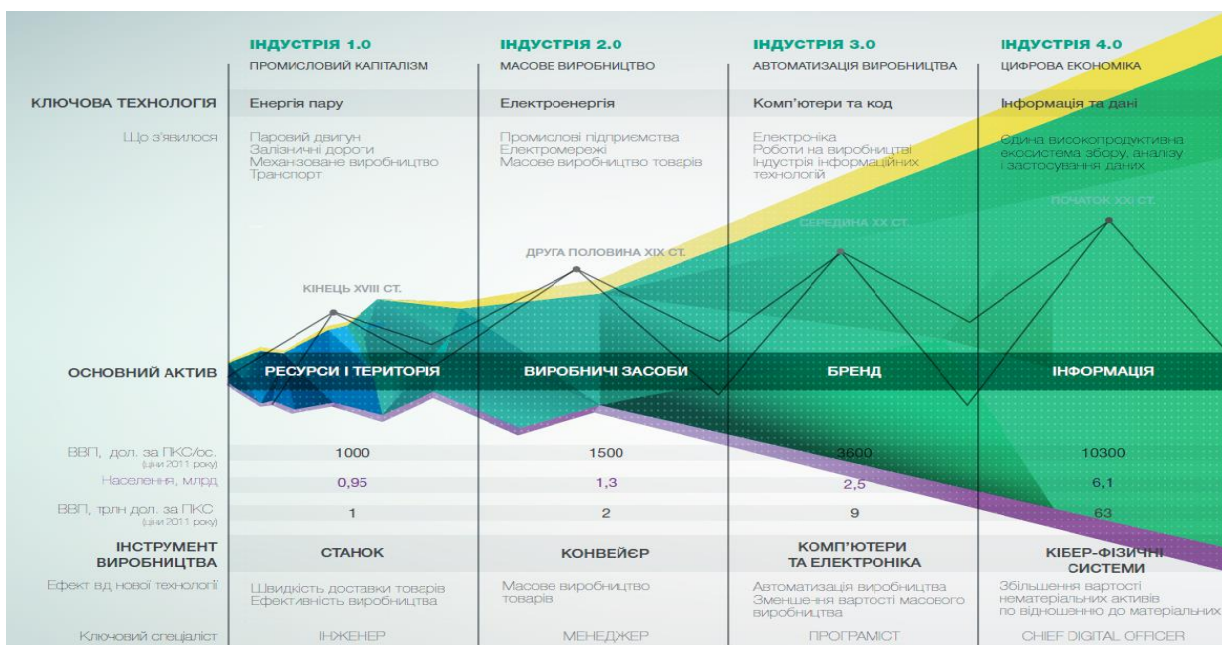 ІНДУСТРІЯ 1.0 ІНДУСТРІЯ 2.0 ІНДУСТРІЯ 3.0 ІНДУСТРІЯ 4.0
ПРОМИСЛОВИЙ КАПІТАЛІЗМ МАСОВЕ ВИРОБНИЦТВО АВТОМАТИЗАЦІЯ ВИРОБНИЦТВА ЦИФРОВА ЕКОНОМІКА
КЛЮЧОВА ТЕХНОЛОГІЯ Енергія пару Електроенергія Комп'ютери та код Інформація та дані
Що з'явилося Паровий двигун Промислові підприємства Електроніка Єдина високопродуктивна
Залізничні дороги Електромережі Роботи на виробництві екосистема збору, аналізу
Механзоване виробництво Масове виробництво товарів Індустрія інформаційних і застосування даних
Транспорт технологій
ПОЧАТОК XXI СТ.
СЕРЕДИНА XX СТ.
ДРУГА ПОЛОВИНА XIX СТ.
КІНЕЦЬ XVIII СТ.
ОСНОВНИЙ АКТИВ РЕСУРСИ І ТЕРИТОРІЯ ВИРОБНИЧІ ЗАСОБИ БРЕНД ІНФОРМАЦІЯ
ВВП, дол. за ПКС/ос. 1000 1500 3600 10300
(ціни 2011 року)
Населення, млрд 0,95 1,3 2,5 6,1
ВВП, трлн дол. за ПКС 1 2 9 63
(ціни 2011 року)
ІНСТРУМЕНТ СТАНОК КОНВЕЙЄР КОМП'ЮТЕРИ КІБЕР-ФІЗИЧНІ
ВИРОБНИЦТВА ТА ЕЛЕКТРОНІКА СИСТЕМИ
Ефект вд нової технології Швидкість доставки товарів Масове виробництво Автоматизація виробництва Збільшення вартості
Ефективність виробництва товарів Зменшення вартості масового нематеріальних активів
виробництва по відношенню до матеріальних
Ключовий спеціаліст ІНЖЕНЕР МЕНЕДЖЕР ПРОГРАМІСТ CHIEF DIGITAL OFFICER